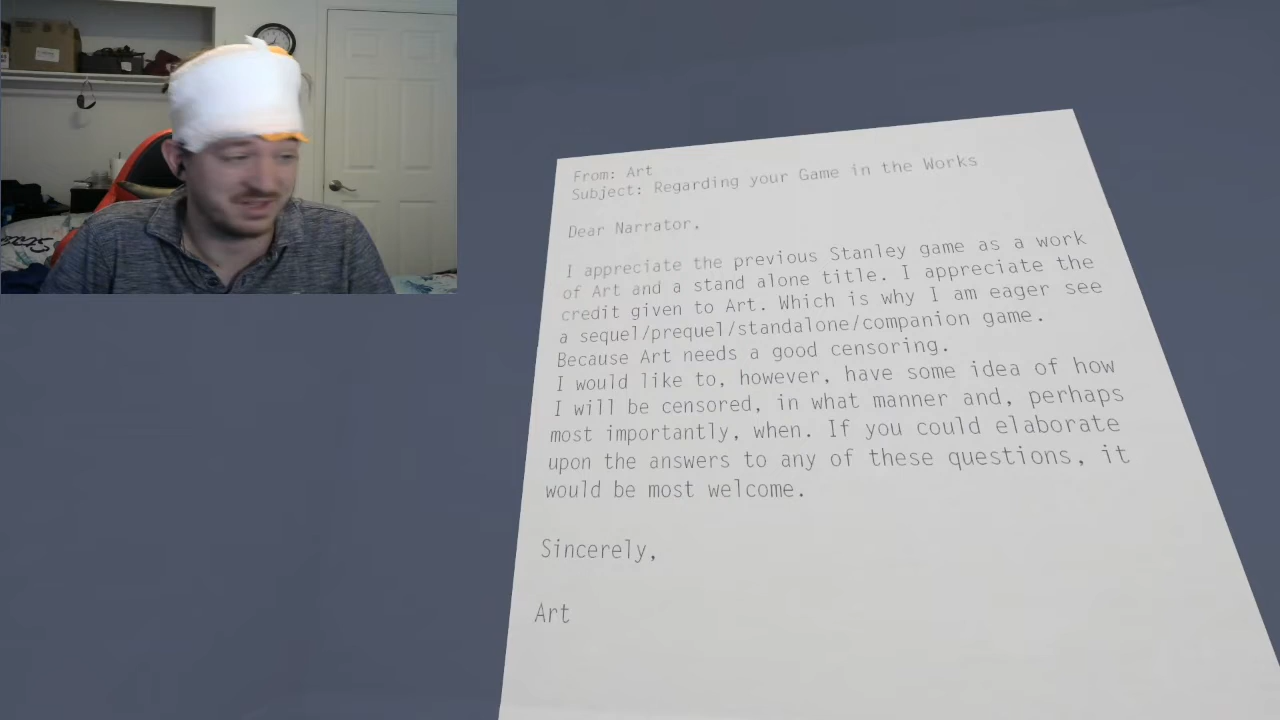 From: Art
Subject: Regarding your Game in the Works
Dear Narrator,
I appreciate the previous Stanley game as a work
of Art and a stand alone title. I appreciate the
credit given to Art. Which is why I am eager see
a sequel/prequel/standalone/companion game.
Because Art needs a good censoring.
I would like to, however, have some idea of how
I will be censored, in what manner and, perhaps
most importantly, when. If you could elaborate
upon the answers to any of these questions, it
would be most welcome.
Sincerely,
Art